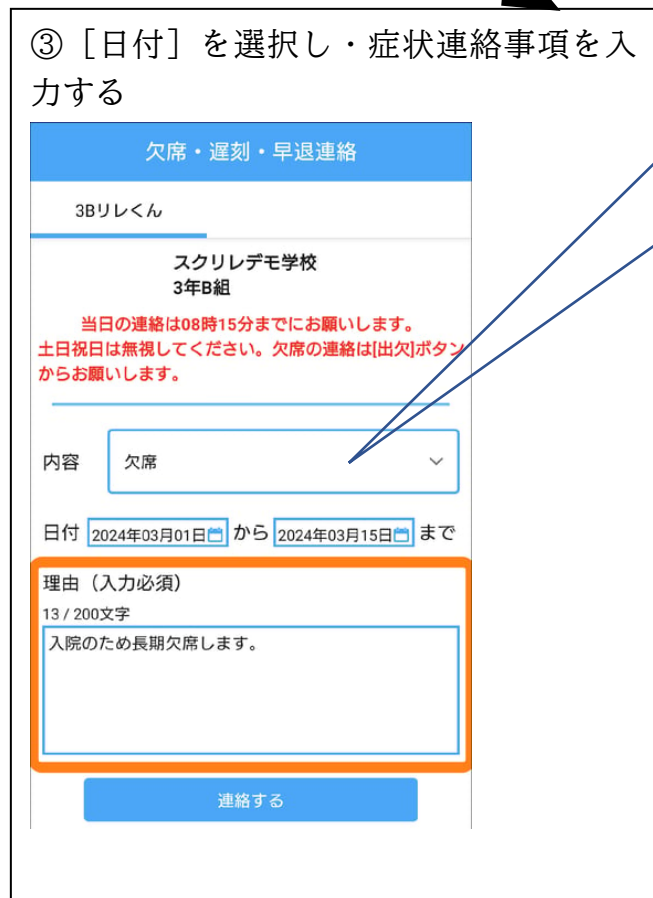 ③［日付］を選択し・症状連絡事項を入
力する
欠席・遅刻・早退連絡
3Bリレくん
スクリレデモ学校
3年B組
当日の連絡は08時15分までにお願いします。
土日祝日は無視してください。欠席の連絡は[出欠]ボタン
からお願いします。
内容 欠席
日付 2024年03月01日 から 2024年03月15日 まで
理由（入力必須）
13 / 200文字
入院のため長期欠席します。
連絡する